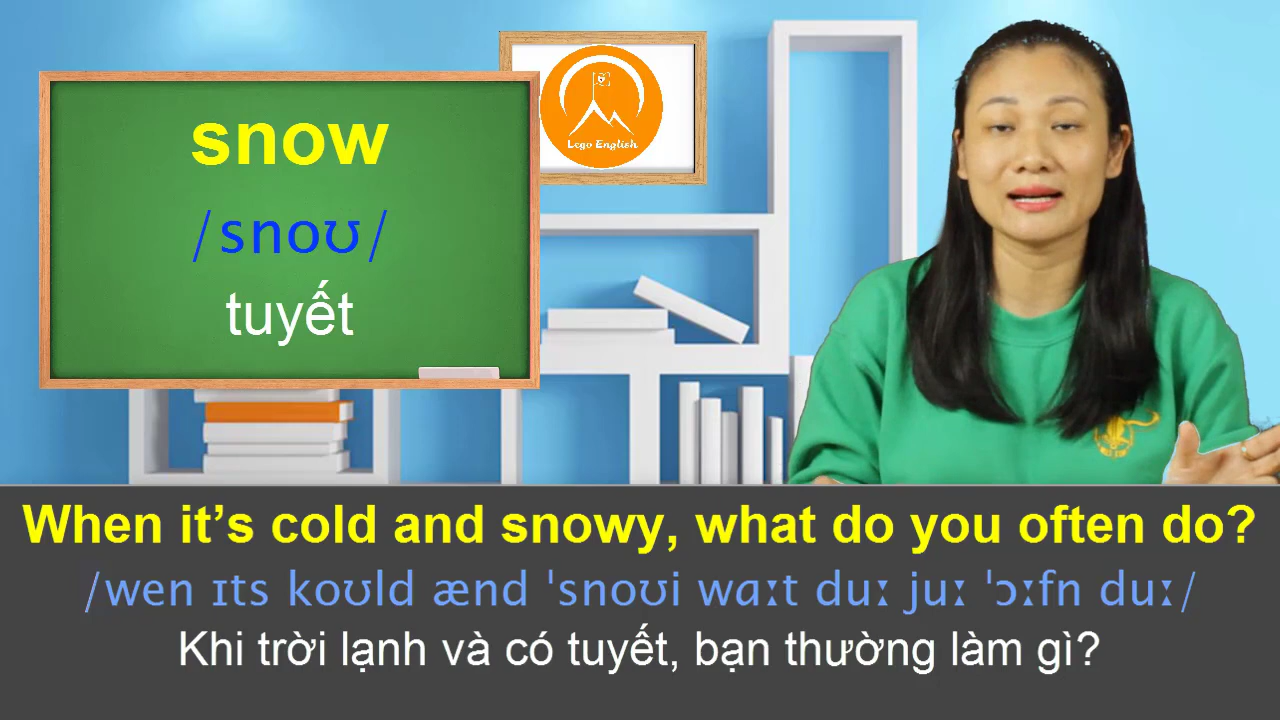 snow
/snoʊ/
tuyết
Lego English
When it’s cold and snowy, what do you often do?
/wen ɪts koʊld ænd ˈsnoʊi wɑːt duː juː ˈɔːfn duː/
Khi trời lạnh và có tuyết, bạn thường làm gì?